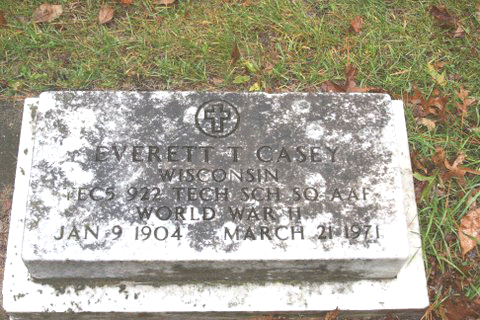 EVERETT T CASEY
WISCONSIN
TEC5 922 TECH SCH SQ AAF
WORLD WAR II
JAN 9 1904 MARCH 21 1971